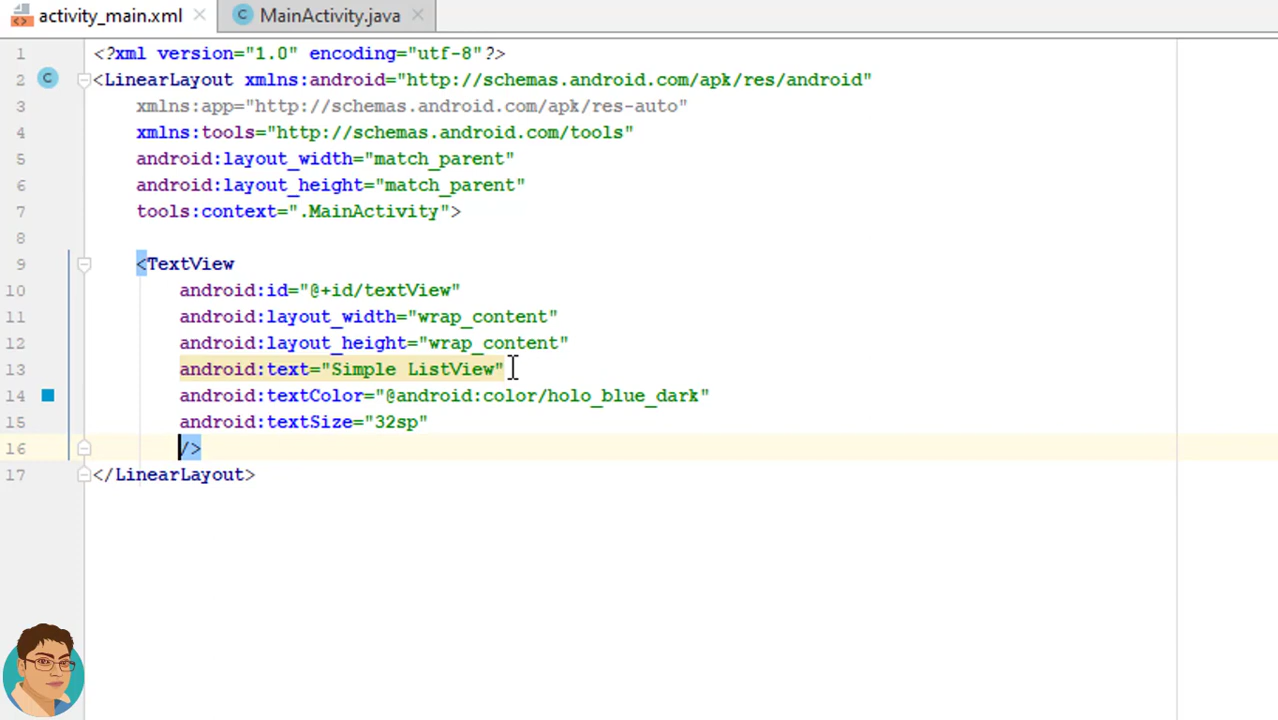 activity_main.xml MainActivity.java
1 <?xml version="1.0" encoding="utf-8"?>
2 <LinearLayout xmlns:android="http://schemas.android.com/apk/res/android"
3 xmlns:app="http://schemas.android.com/apk/res-auto"
4 xmlns:tools="http://schemas.android.com/tools"
5 android:layout_width="match_parent"
6 android:layout_height="match_parent"
7 tools:context=".MainActivity">
8
9 <TextView
10 android:id="@+id/textView"
11 android:layout_width="wrap_content"
12 android:layout_height="wrap_content"
13 android:text="Simple ListView"
14 android:textColor="@android:color/holo_blue_dark"
15 android:textSize="32sp"
16 />
17 </LinearLayout>